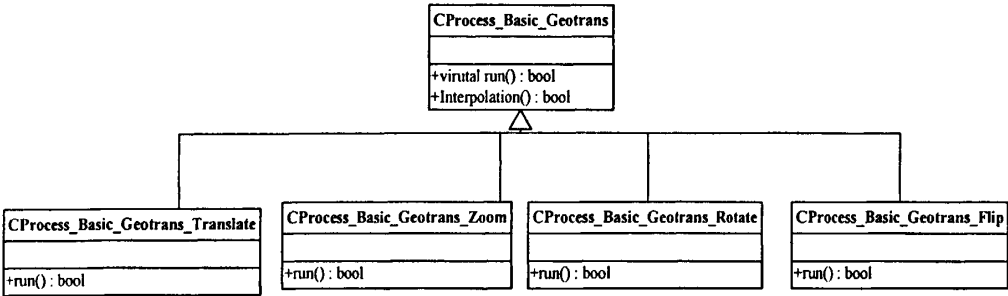 CProcess_Basic_Geotrans
+virutal run() : bool
+Interpolation() : bool
CProcess_Basic_Geotrans_Translate
+run() : bool
CProcess_Basic_Geotrans_Zoom
+run() : bool
CProcess_Basic_Geotrans_Rotate
+run() : bool
CProcess_Basic_Geotrans_Flip
+run() : bool